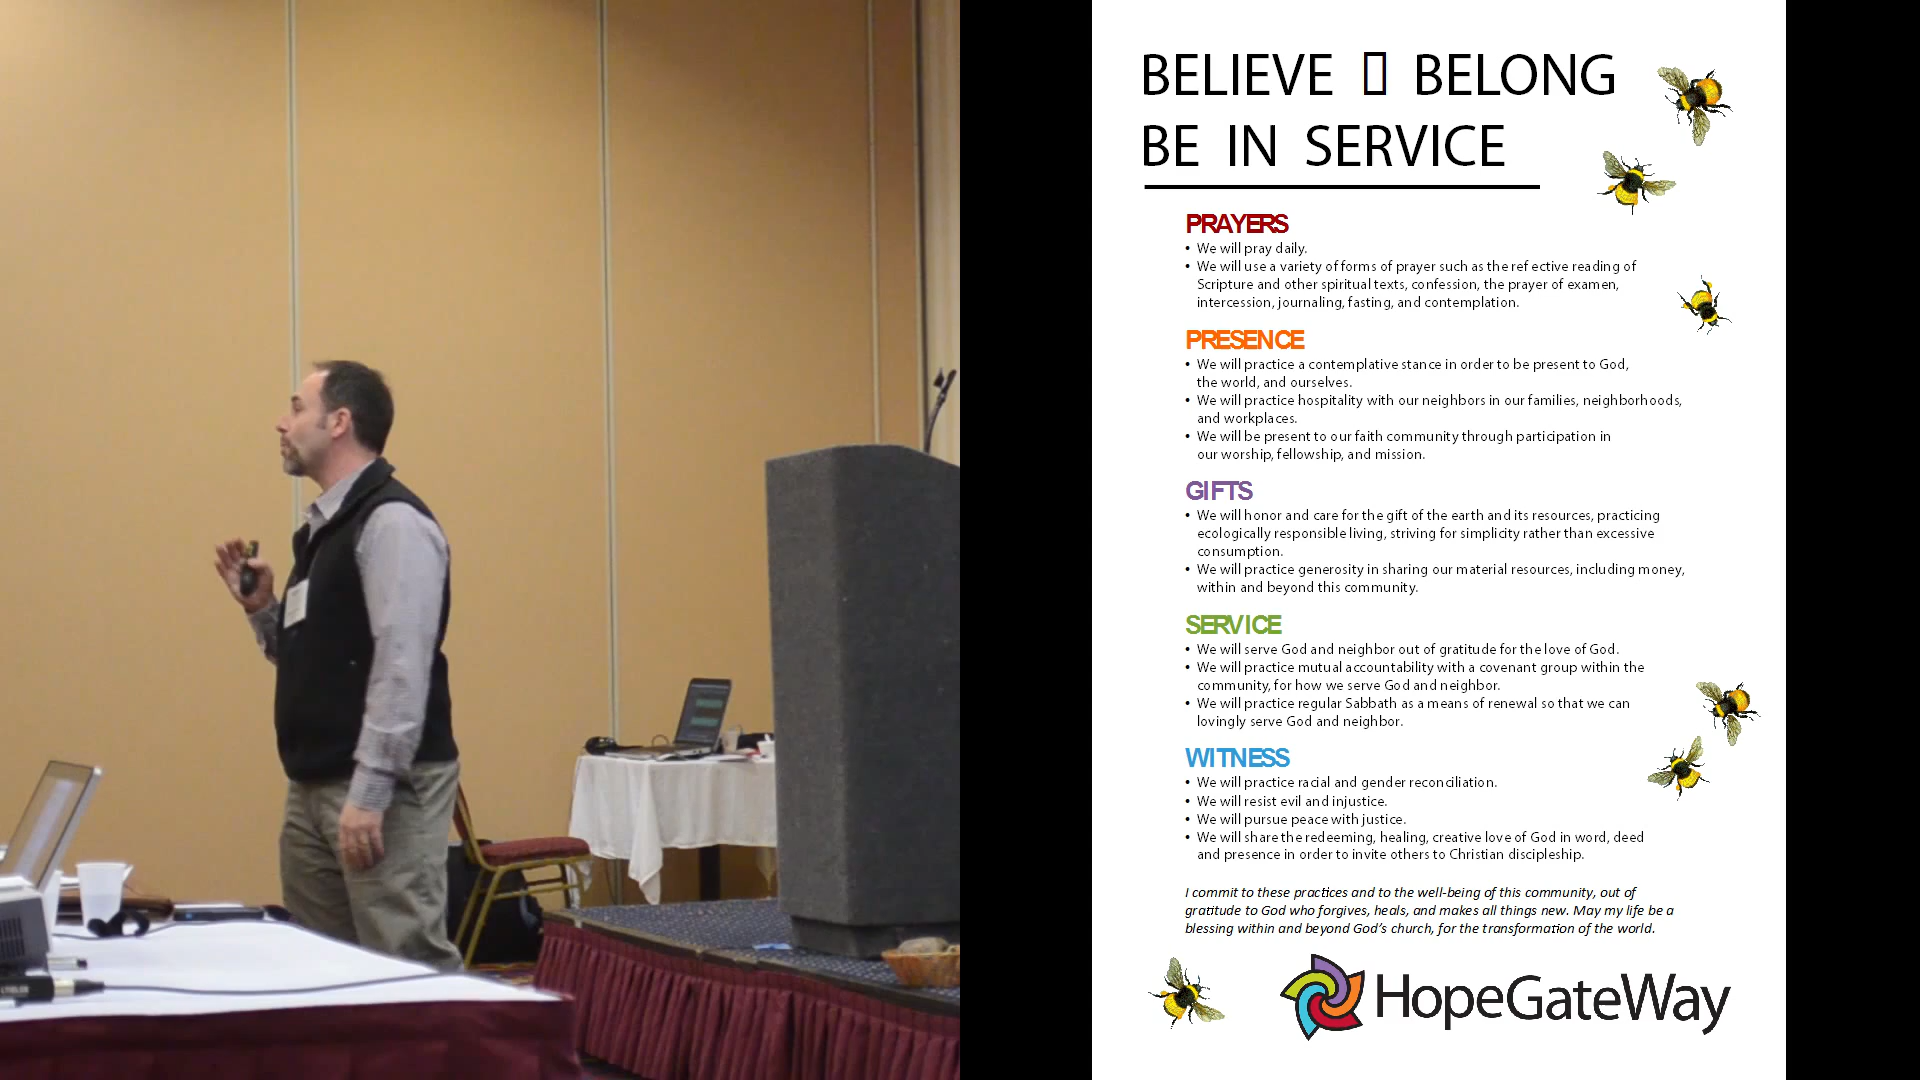 BELIEVE ▯ BELONG
BE IN SERVICE
PRAYERS
• We will pray daily.
• We will use a variety of forms of prayer such as the ref ective reading of
Scripture and other spiritual texts, confession, the prayer of examen,
intercession, journaling, fasting, and contemplation.
PRESENCE
• We will practice a contemplative stance in order to be present to God,
the world, and ourselves.
• We will practice hospitality with our neighbors in our families, neighborhoods,
and workplaces.
• We will be present to our faith community through participation in
our worship, fellowship, and mission.
GIFTS
• We will honor and care for the gift of the earth and its resources, practicing
ecologically responsible living, striving for simplicity rather than excessive
consumption.
• We will practice generosity in sharing our material resources, including money,
within and beyond this community.
SERVICE
• We will serve God and neighbor out of gratitude for the love of God.
• We will practice mutual accountability with a covenant group within the
community, for how we serve God and neighbor.
• We will practice regular Sabbath as a means of renewal so that we can
lovingly serve God and neighbor.
WITNESS
• We will practice racial and gender reconciliation.
• We will resist evil and injustice.
• We will pursue peace with justice.
• We will share the redeeming, healing, creative love of God in word, deed
and presence in order to invite others to Christian discipleship.
I commit to these practices and to the well-being of this community, out of
gratitude to God who forgives, heals, and makes all things new. May my life be a
blessing within and beyond God's church, for the transformation of the world.
HopeGateWay